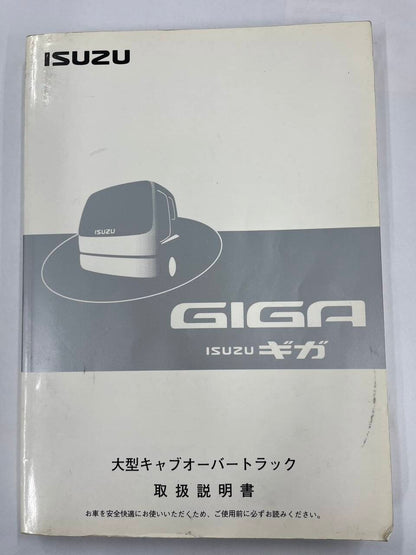 ISUZU
ISUZU
GIGA
ISUZU ギガ
大型キャブオーバートラック
取扱説明書
お車を安全快適にお使いいただくため、ご使用前に必ずお読みください。